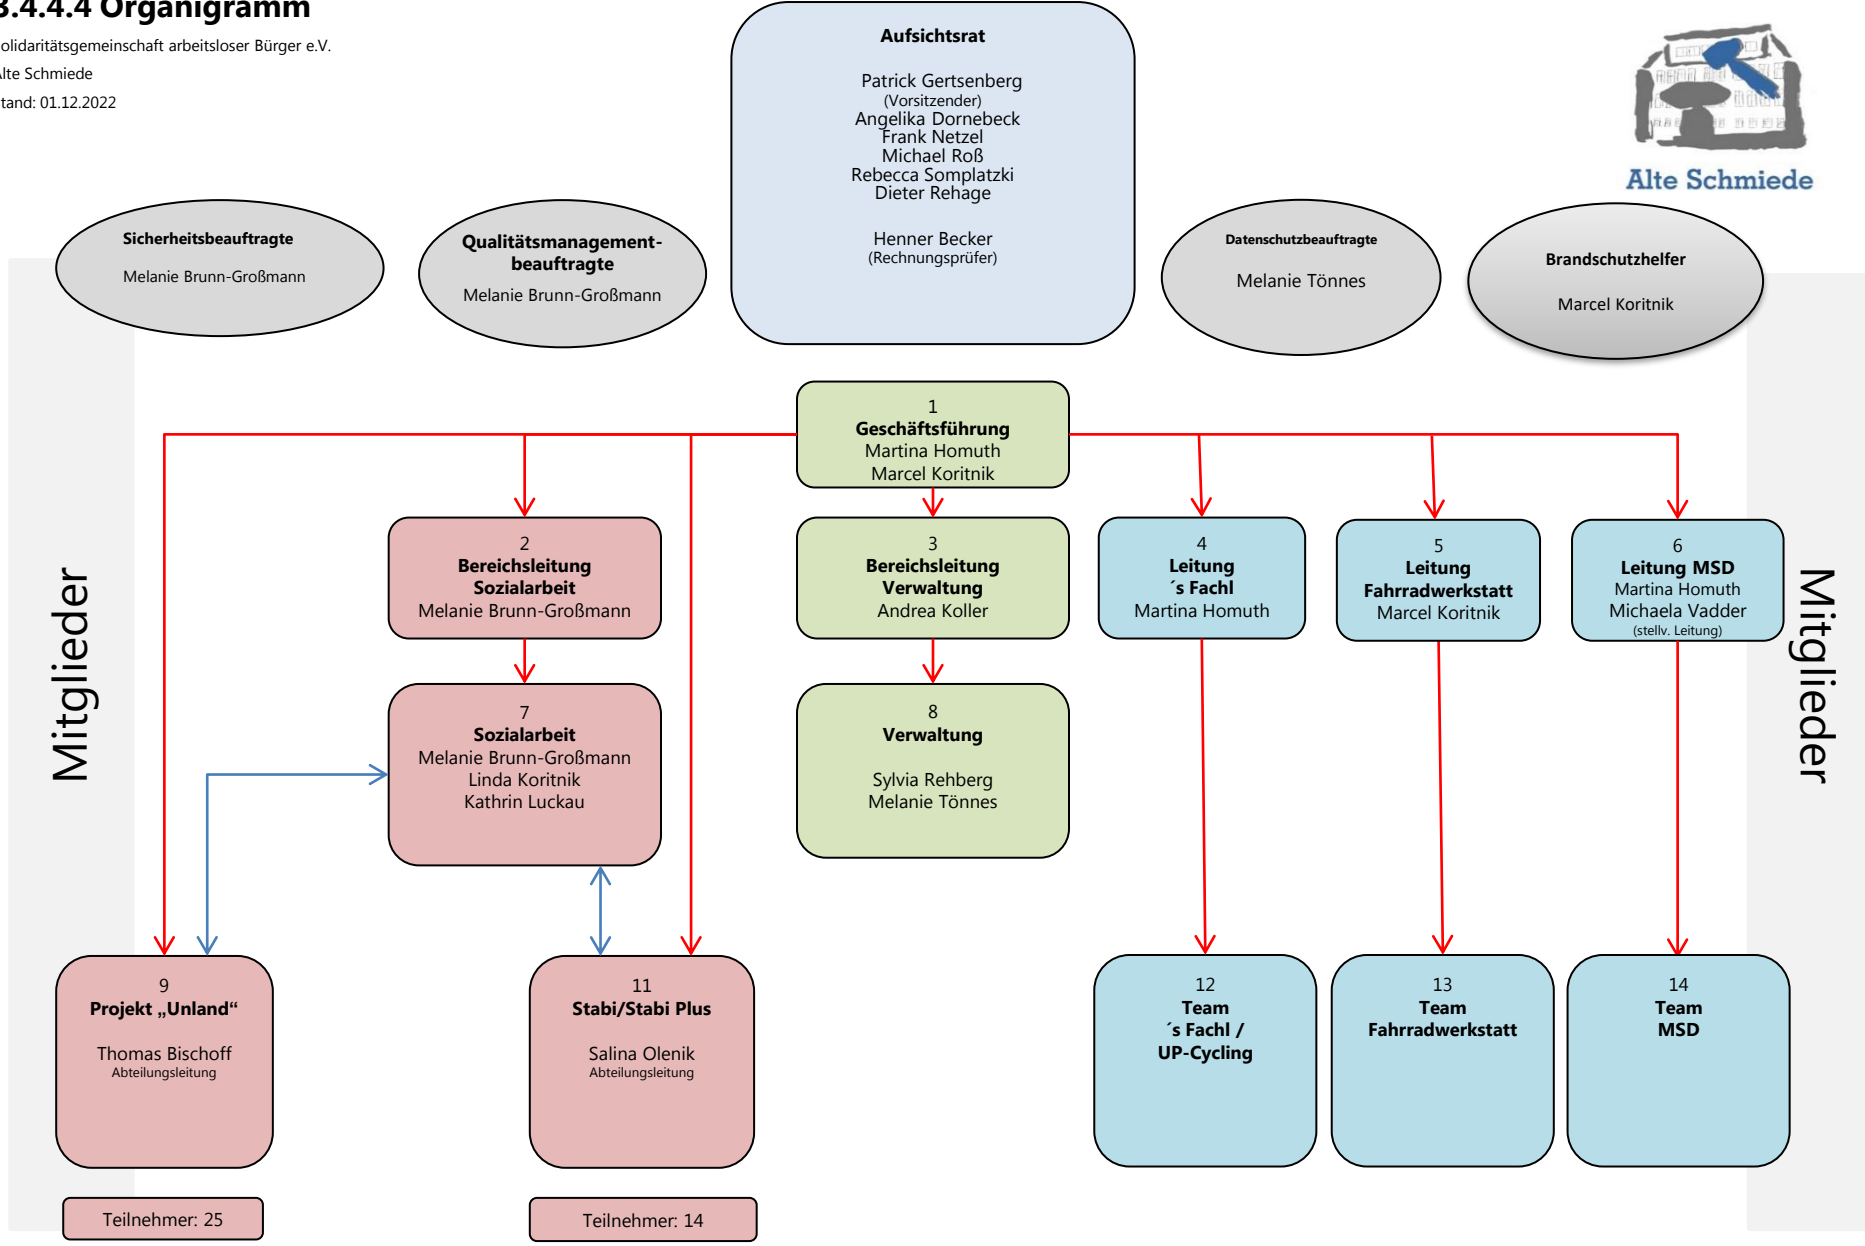 3.4.4.4 Organigramm
olidaritätsgemeinschaft arbeitsloser Bürger e.V.
Alte Schmiede
tand: 01.12.2022
Aufsichtsrat
Patrick Gertsenberg
(Vorsitzender)
Angelika Dornebeck
Frank Netzel
Michael Roß
Rebecca Somplatzki
Dieter Rehage
Henner Becker
(Rechnungsprüfer)
Alte Schmiede
Sicherheitsbeauftragte
Melanie Brunn-Großmann
Qualitätsmanagement-
beauftragte
Melanie Brunn-Großmann
Datenschutzbeauftragte
Melanie Tönnes
Brandschutzhelfer
Marcel Koritnik
Mitglieder
Mitglieder
1
Geschäftsführung
Martina Homuth
Marcel Koritnik
2
Bereichsleitung
Sozialarbeit
Melanie Brunn-Großmann
3
Bereichsleitung
Verwaltung
Andrea Koller
4
Leitung
´s Fachl
Martina Homuth
5
Leitung
Fahrradwerkstatt
Marcel Koritnik
6
Leitung MSD
Martina Homuth
Michaela Vadder
(stellv. Leitung)
7
Sozialarbeit
Melanie Brunn-Großmann
Linda Koritnik
Kathrin Luckau
8
Verwaltung
Sylvia Rehberg
Melanie Tönnes
9
Projekt „Unland“
Thomas Bischoff
Abteilungsleitung
11
Stabi/Stabi Plus
Salina Olenik
Abteilungsleitung
12
Team
´s Fachl /
UP-Cycling
13
Team
Fahrradwerkstatt
14
Team
MSD
Teilnehmer: 25
Teilnehmer: 14